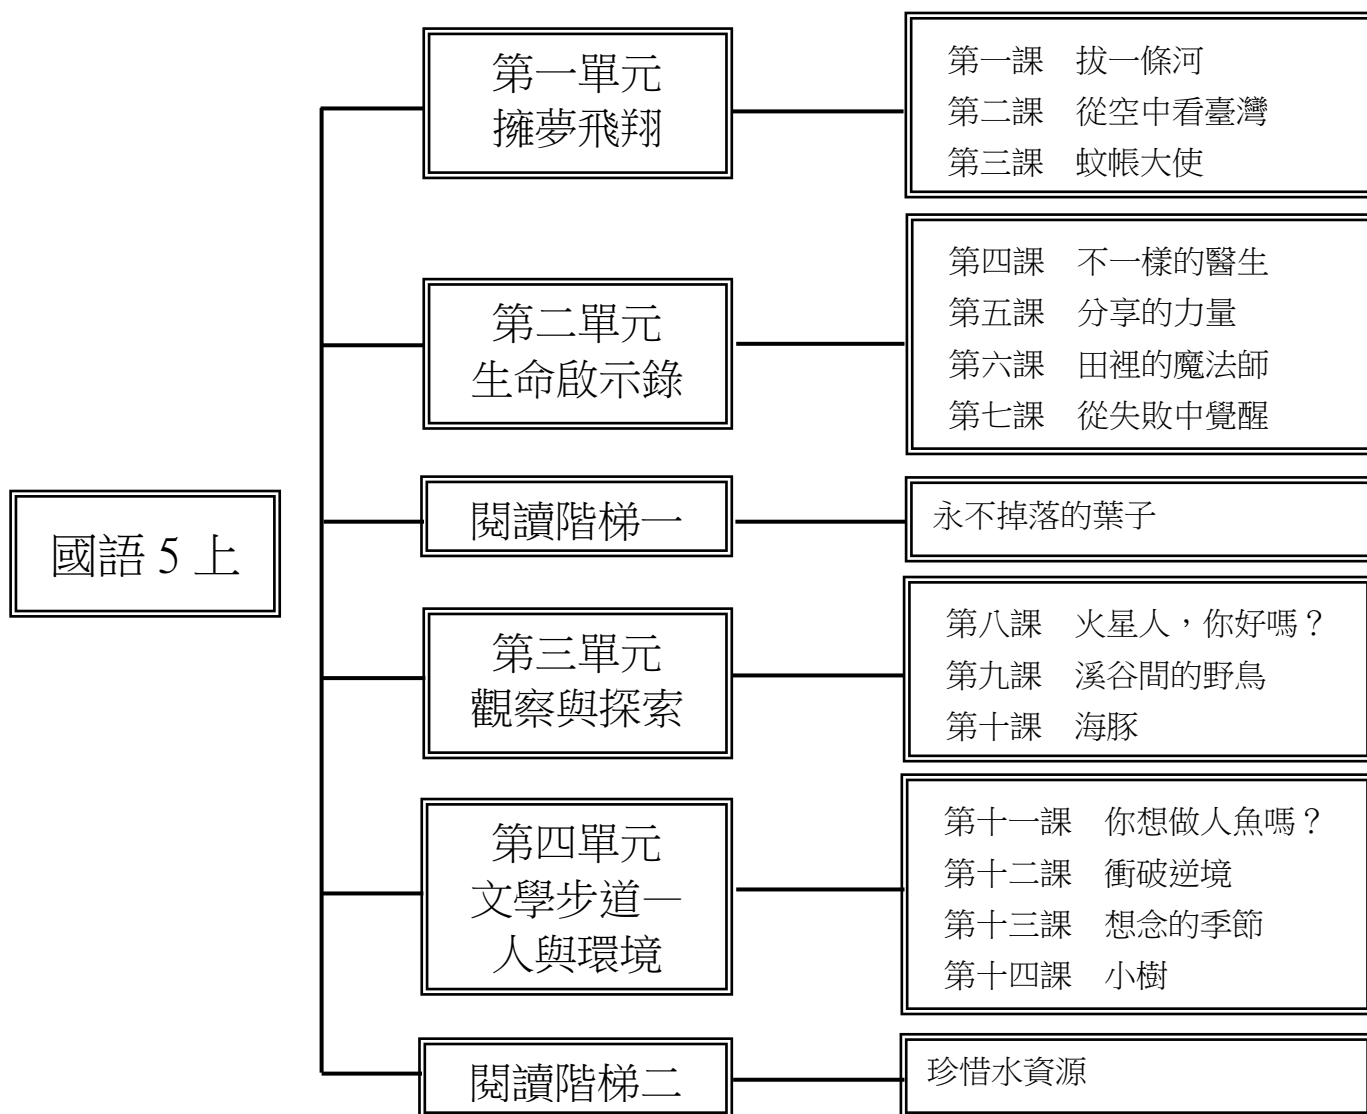 國語 5 上
第一單元
擁夢飛翔
第一課　拔一條河
第二課　從空中看臺灣
第三課　蚊帳大使
第二單元
生命啟示錄
第四課　不一樣的醫生
第五課　分享的力量
第六課　田裡的魔法師
第七課　從失敗中覺醒
閱讀階梯一
永不掉落的葉子
第三單元
觀察與探索
第八課　火星人，你好嗎？
第九課　溪谷間的野鳥
第十課　海豚
第四單元
文學步道—
人與環境
第十一課　你想做人魚嗎？
第十二課　衝破逆境
第十三課　想念的季節
第十四課　小樹
閱讀階梯二
珍惜水資源